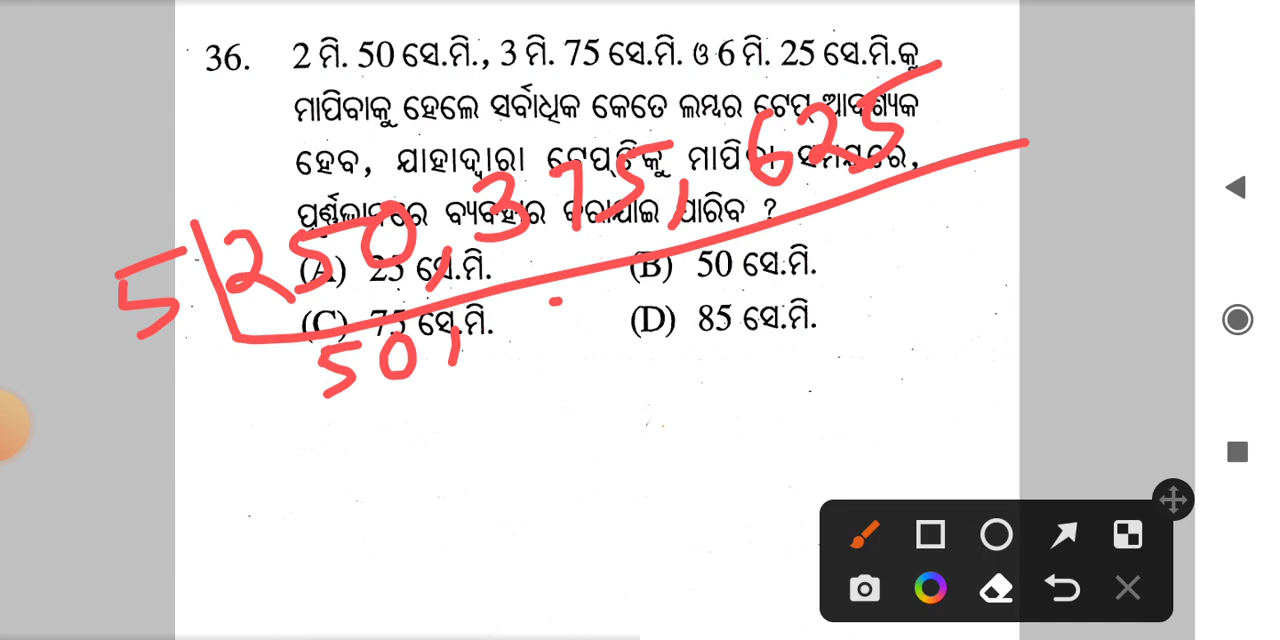 36. 2 ମି. 50 ସେ.ମି., 3 ମି. 75 ସେ.ମି. ଓ 6 ମି. 25 ସେ.ମି.କୁ
ମାପିବାକୁ ହେଲେ ସର୍ବାଧିକ କେତେ ଲମ୍ବର ଟେପ୍ ଆବଶ୍ୟକ
ହେବ, ଯାହାଦ୍ୱାରା ଟେପ୍‌ଟିକୁ ମାପିବା ସମୟରେ,
ପୂର୍ଣ୍ଣଭାବରେ ବ୍ୟବହାର କରାଯାଇ ପାରିବ ?
5 250, 375, 625
(A) 25 ସେ.ମି. (B) 50 ସେ.ମି.
(C) 75 ସେ.ମି. (D) 85 ସେ.ମି.
50,